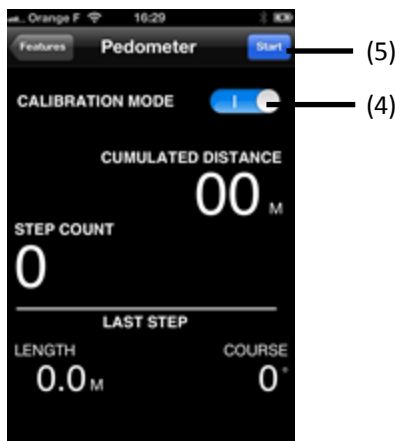 Orange F 16:29
Features Pedometer Start (5)
CALIBRATION MODE (4)
CUMULATED DISTANCE
00 M
STEP COUNT
0
LAST STEP
LENGTH COURSE
0.0 M 0°